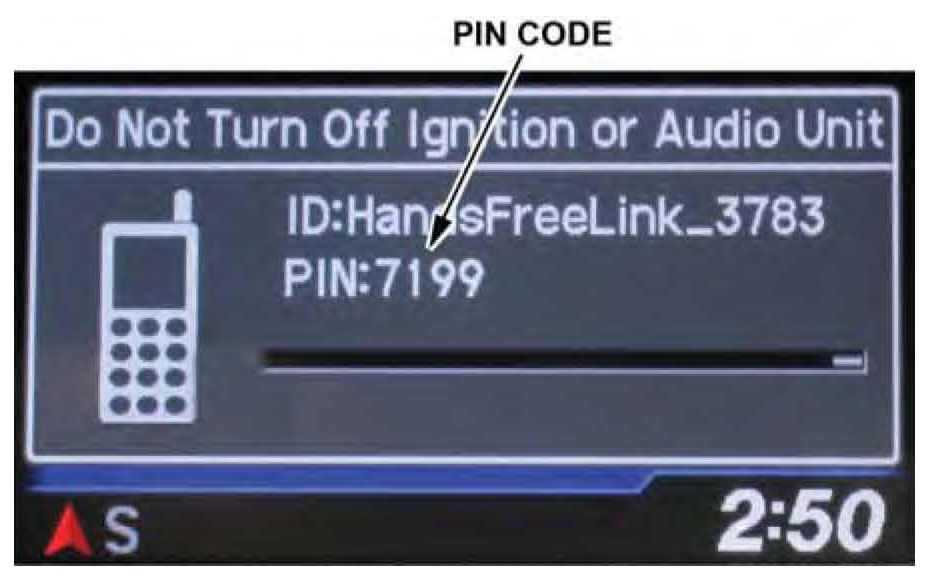 PIN CODE
Do Not Turn Off Ignition or Audio Unit
ID:HandsFreeLink_3783
PIN:7199
S
2:50